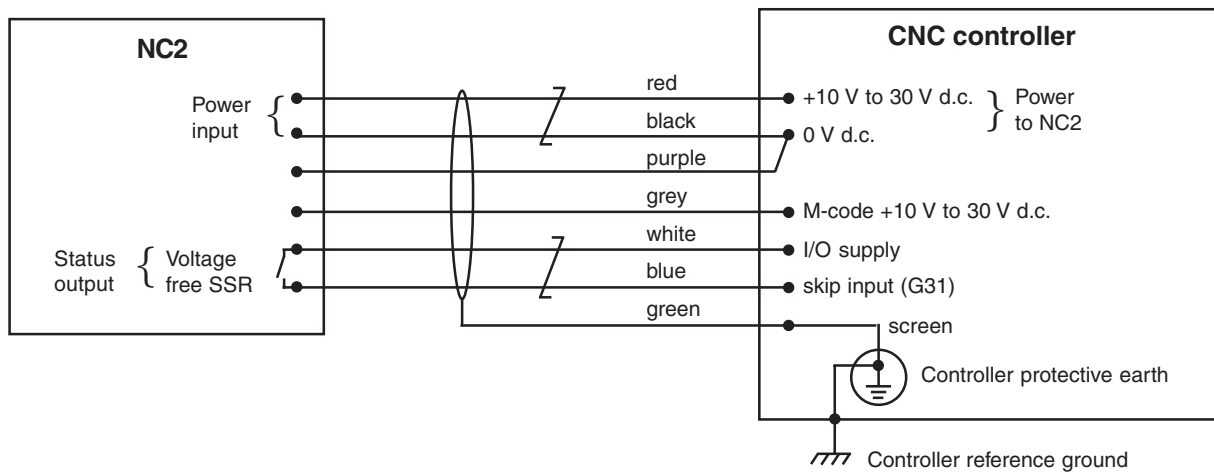 NC2
CNC controller
Power
input
{
red
+10 V to 30 V d.c.
}
Power
to NC2
black
0 V d.c.
purple
grey
M-code +10 V to 30 V d.c.
white
I/O supply
Status
output
{
Voltage
free SSR
blue
skip input (G31)
green
screen
Controller protective earth
Controller reference ground